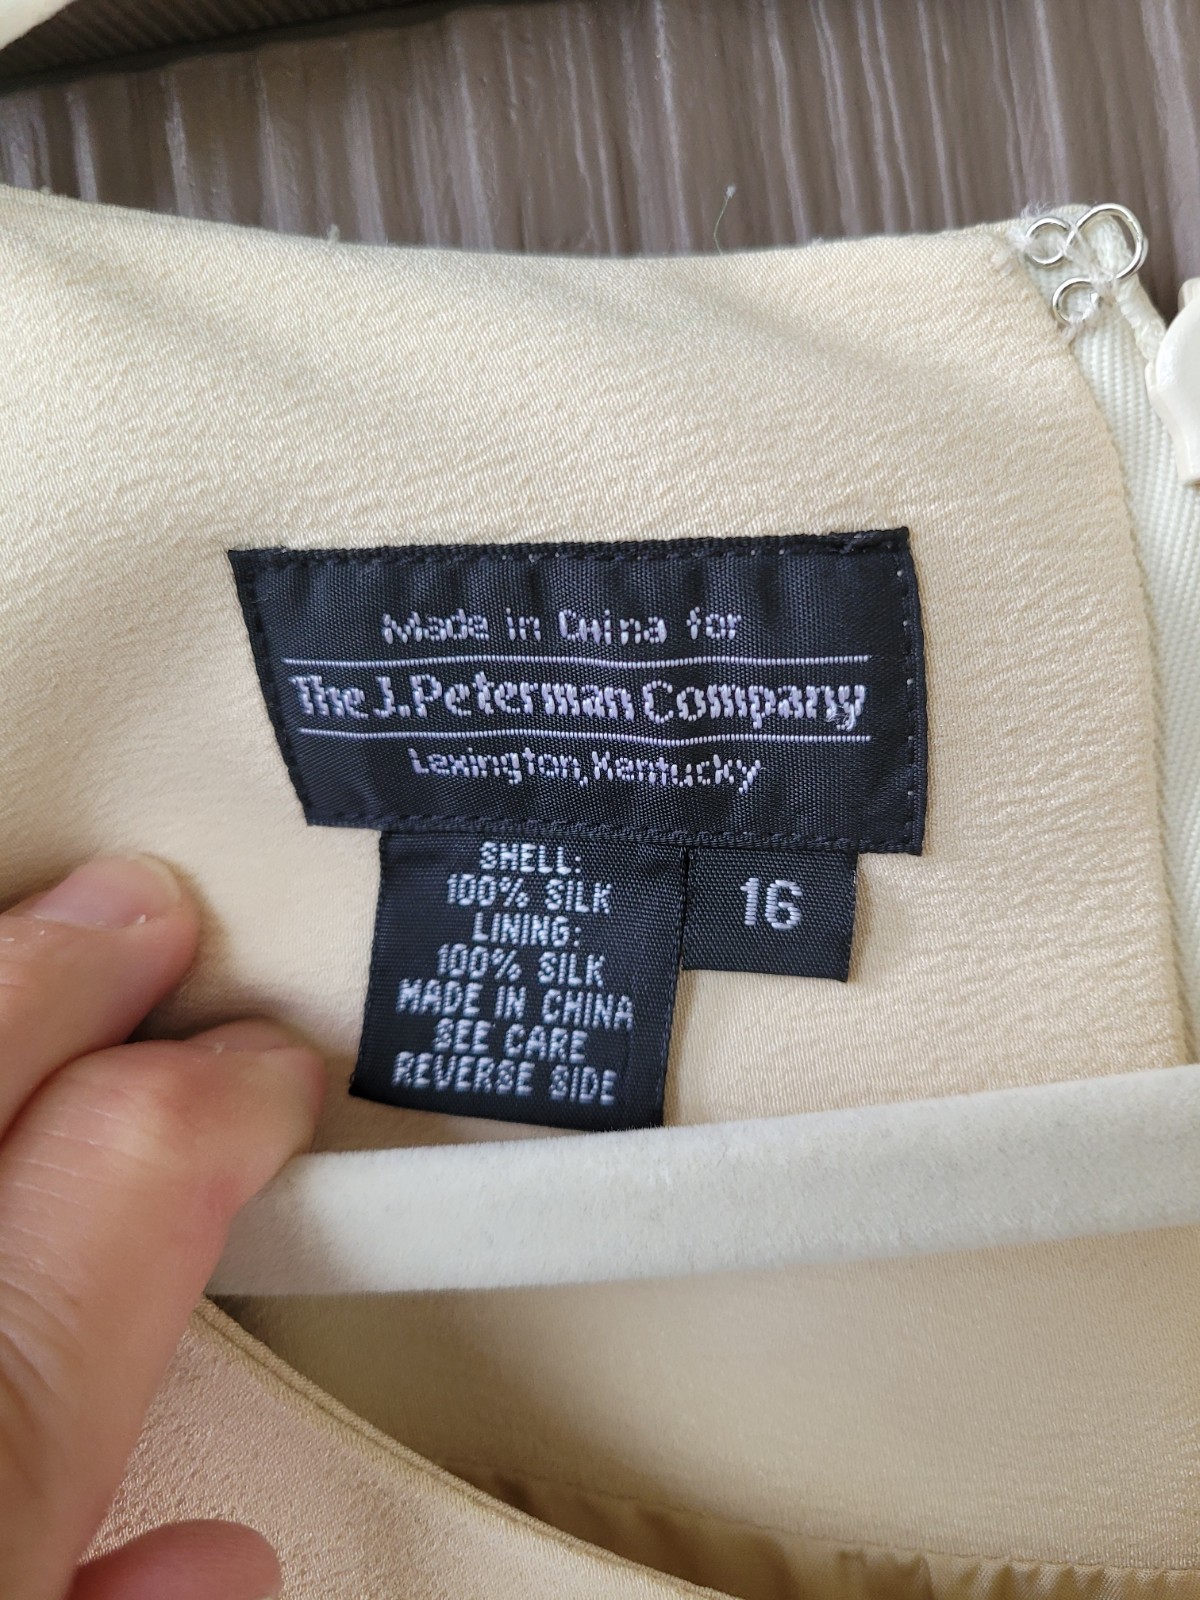 Made in China for
The J. Peterman Company
Lexington, Kentucky
SHELL:
100% SILK
LINING:
100% SILK
MADE IN CHINA
SEE CARE
REVERSE SIDE
16